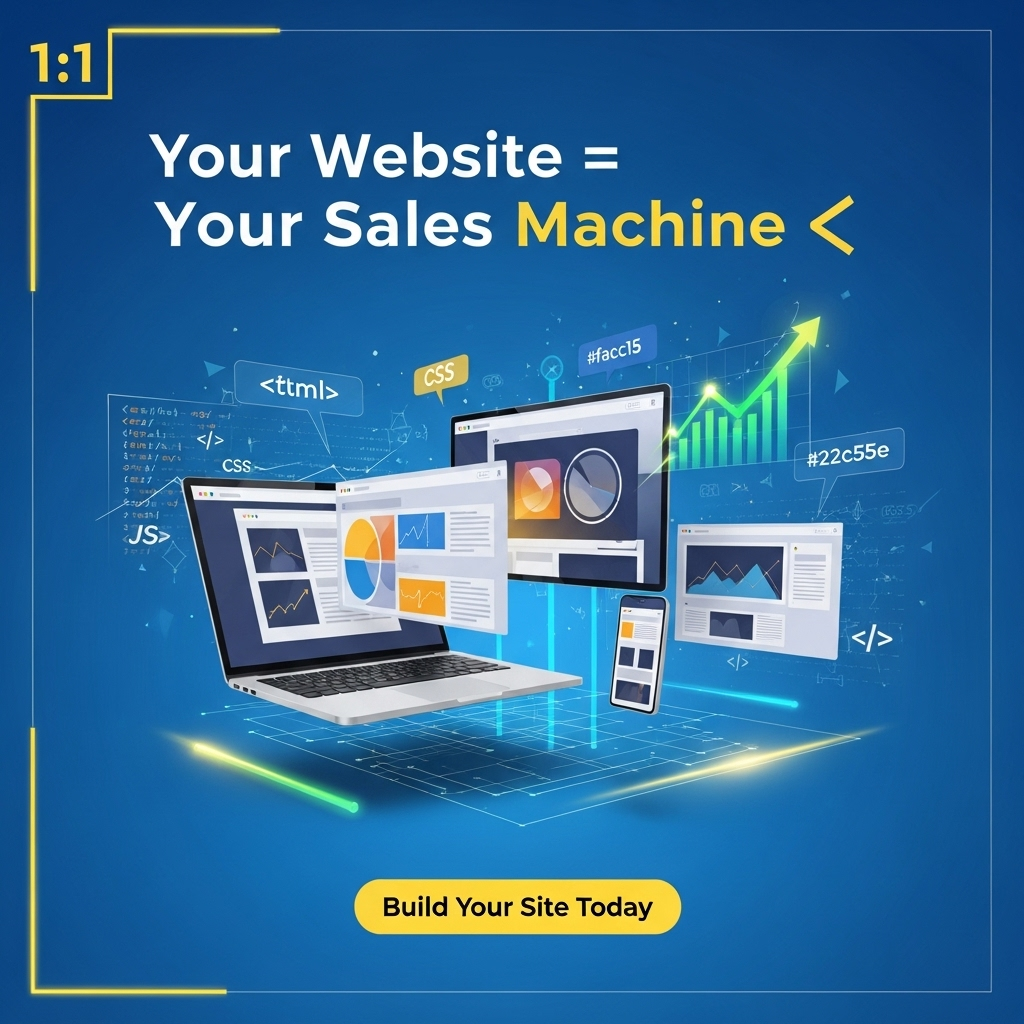 1:1
Your Website =
Your Sales Machine <
#facc15
CSS
<ttml>
</>
#22c55e
CSS
JS>
</>
</>
Build Your Site Today